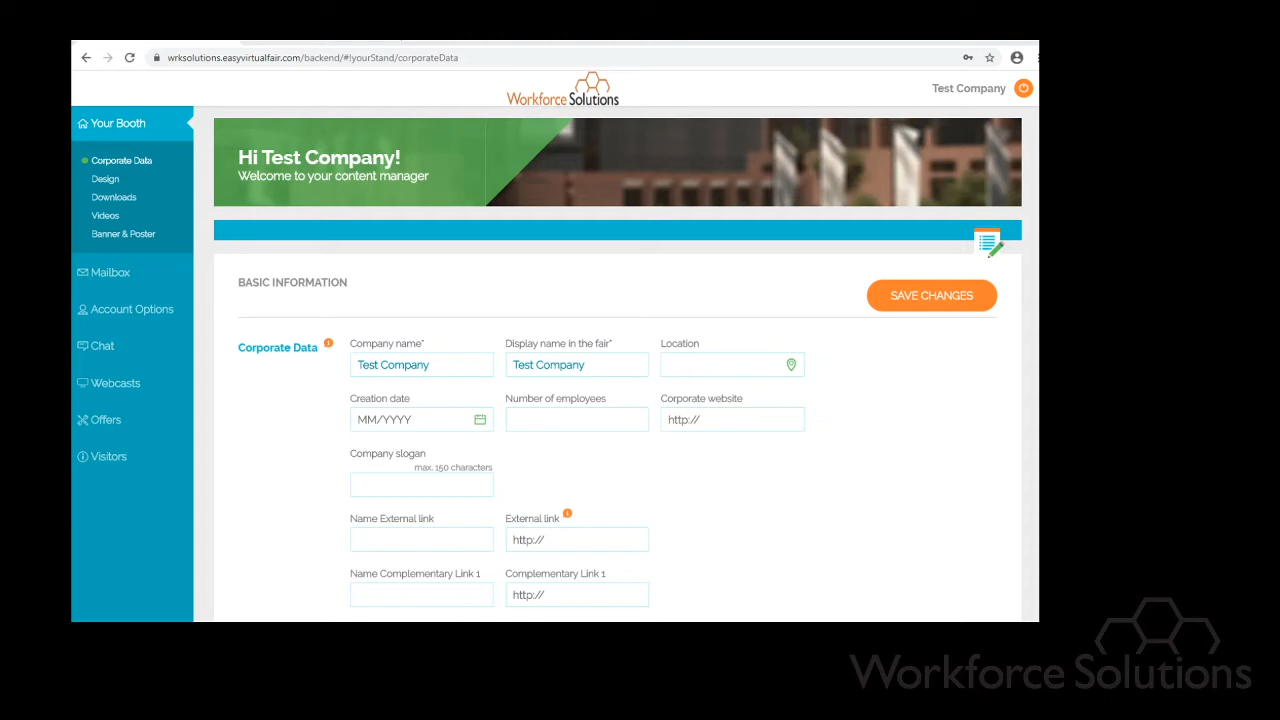 wrksolutions.easyvirtualfair.com/backend/#!yourStand/corporateData
Workforce Solutions
Test Company
Your Booth
Corporate Data
Design
Downloads
Videos
Banner & Poster
Mailbox
Account Options
Chat
Webcasts
Offers
Visitors
Hi Test Company!
Welcome to your content manager
BASIC INFORMATION
SAVE CHANGES
Corporate Data
Company name* Display name in the fair* Location
Test Company Test Company
Creation date Number of employees Corporate website
MM/YYYY http://
Company slogan
max. 150 characters
Name External link External link
http://
Name Complementary Link 1 Complementary Link 1
http://
Workforce Solutions